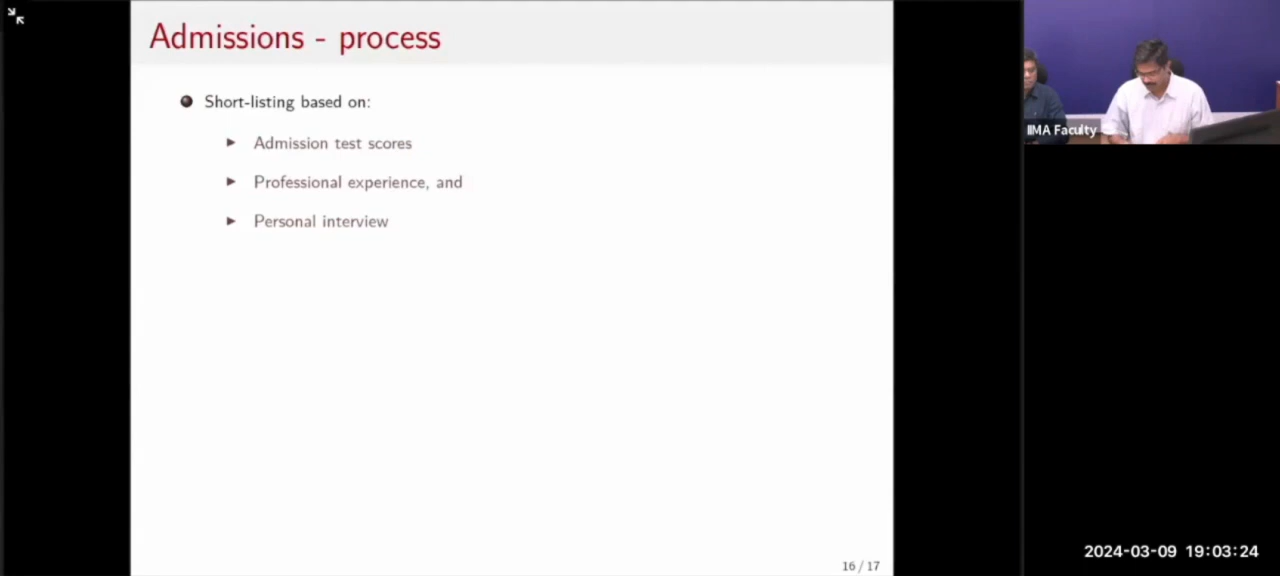 Admissions - process
Short-listing based on:
Admission test scores
Professional experience, and
Personal interview
IIMA Faculty
16 / 17
2024-03-09 19:03:24